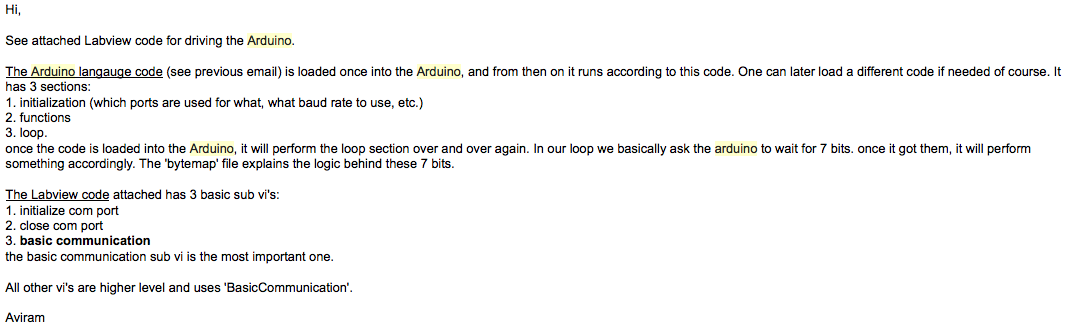 Hi,
See attached Labview code for driving the Arduino.
The Arduino langauge code (see previous email) is loaded once into the Arduino, and from then on it runs according to this code. One can later load a different code if needed of course. It
has 3 sections:
1. initialization (which ports are used for what, what baud rate to use, etc.)
2. functions
3. loop.
once the code is loaded into the Arduino, it will perform the loop section over and over again. In our loop we basically ask the arduino to wait for 7 bits. once it got them, it will perform
something accordingly. The 'bytemap' file explains the logic behind these 7 bits.
The Labview code attached has 3 basic sub vi's:
1. initialize com port
2. close com port
3. basic communication
the basic communication sub vi is the most important one.
All other vi's are higher level and uses 'BasicCommunication'.
Aviram